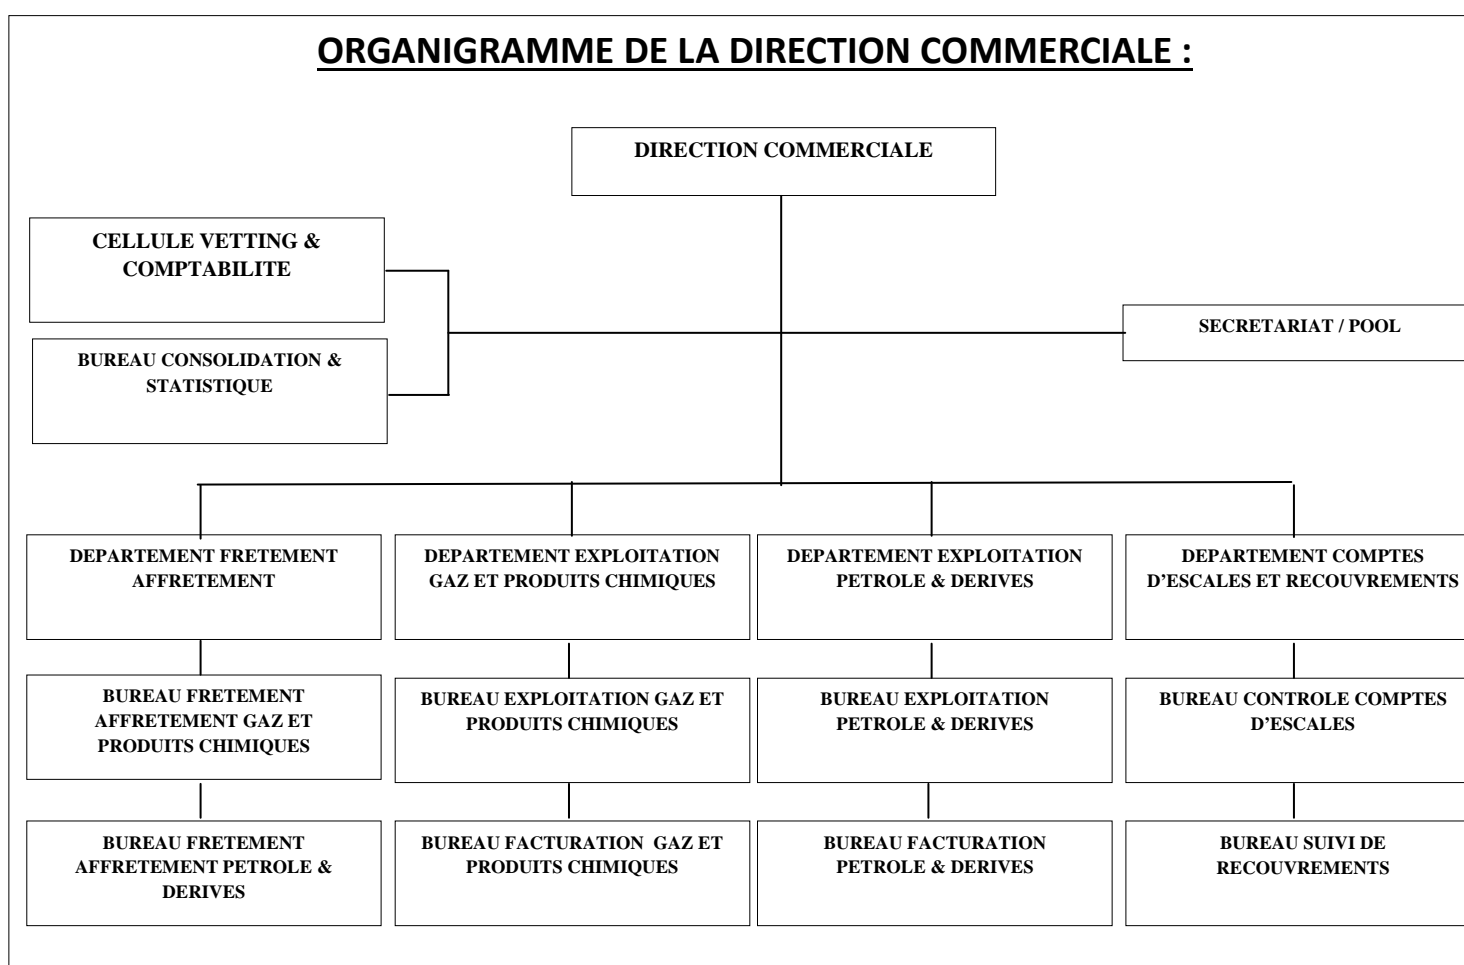 ORGANIGRAMME DE LA DIRECTION COMMERCIALE :
DIRECTION COMMERCIALE
CELLULE VETTING &
COMPTABILITE
SECRETARIAT / POOL
BUREAU CONSOLIDATION &
STATISTIQUE
DEPARTEMENT FRETEMENT
AFFRETEMENT
DEPARTEMENT EXPLOITATION
GAZ ET PRODUITS CHIMIQUES
DEPARTEMENT EXPLOITATION
PETROLE & DERIVES
DEPARTEMENT COMPTES
D’ESCALES ET RECOUVREMENTS
BUREAU FRETEMENT
AFFRETEMENT GAZ ET
PRODUITS CHIMIQUES
BUREAU EXPLOITATION GAZ ET
PRODUITS CHIMIQUES
BUREAU EXPLOITATION
PETROLE & DERIVES
BUREAU CONTROLE COMPTES
D’ESCALES
BUREAU FRETEMENT
AFFRETEMENT PETROLE &
DERIVES
BUREAU FACTURATION GAZ ET
PRODUITS CHIMIQUES
BUREAU FACTURATION
PETROLE & DERIVES
BUREAU SUIVI DE
RECOUVREMENTS